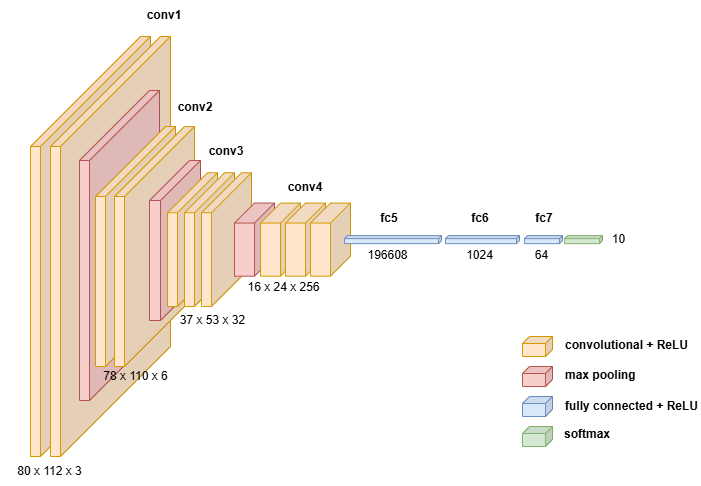 conv1
conv2
conv3
conv4
fc5
fc6
fc7
10
196608
1024
64
16 x 24 x 256
37 x 53 x 32
78 x 110 x 6
80 x 112 x 3
convolutional + ReLU
max pooling
fully connected + ReLU
softmax